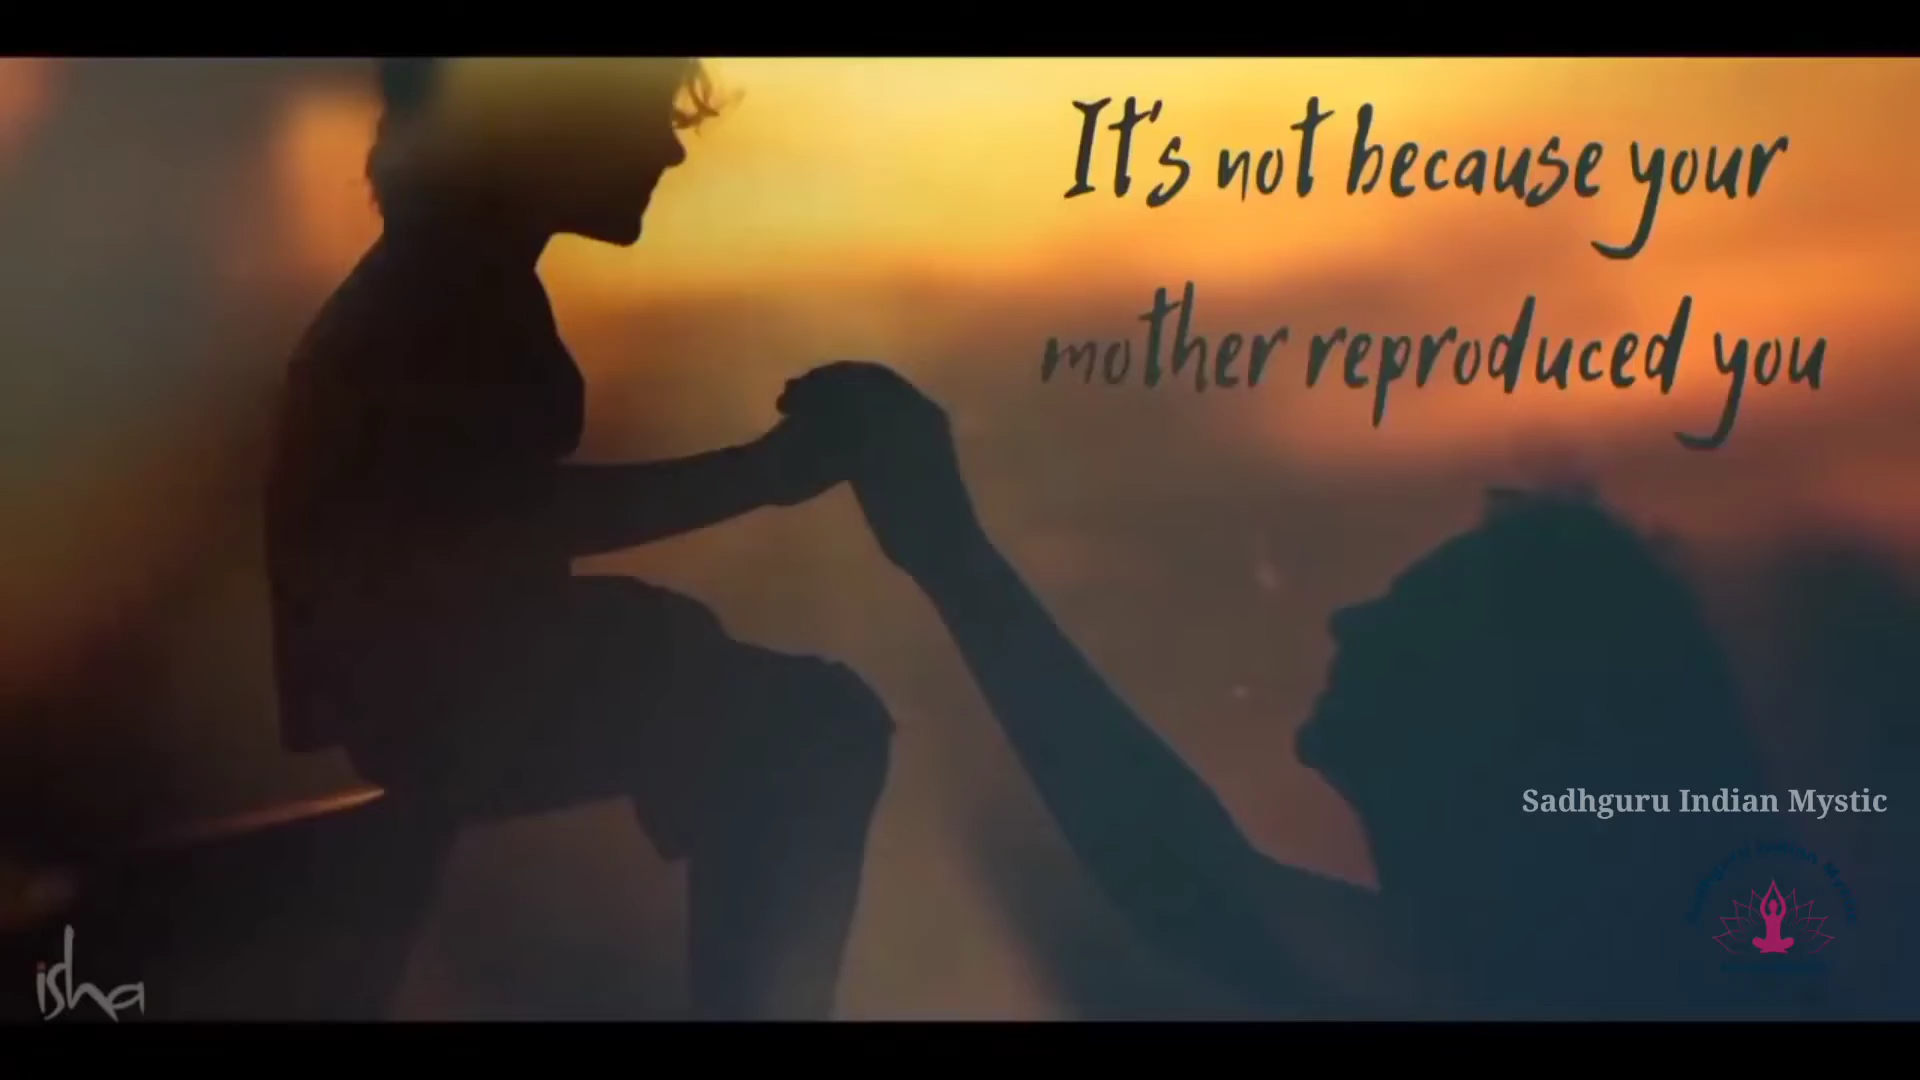 It's not because your
mother reproduced you
Sadhguru Indian Mystic
isha